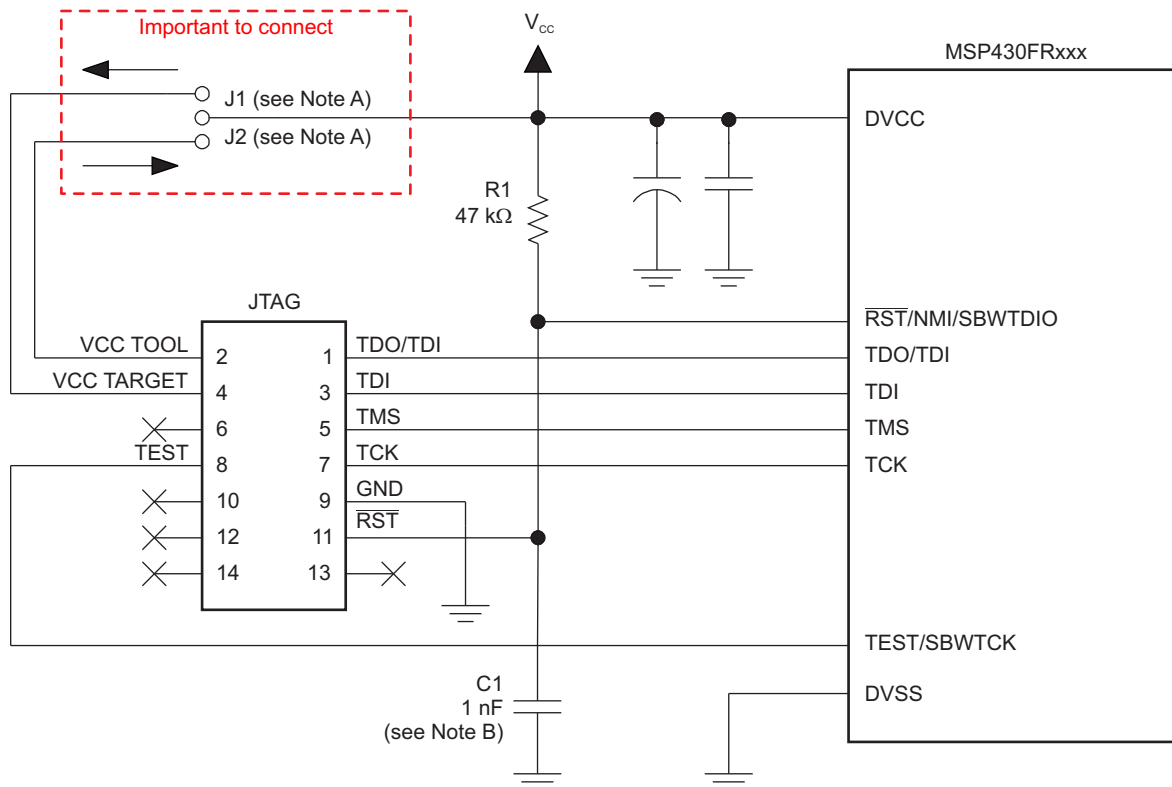 Important to connect
VCC
MSP430FRxxx
J1 (see Note A)
J2 (see Note A)
DVCC
R1
47 kΩ
JTAG
RST/NMI/SBWTDIO
VCC TOOL
2
1
TDO/TDI
TDO/TDI
VCC TARGET
4
3
TDI
TDI
6
5
TMS
TMS
TEST
8
7
TCK
TCK
10
9
GND
12
11
RST
14
13
TEST/SBWTCK
C1
1 nF
(see Note B)
DVSS